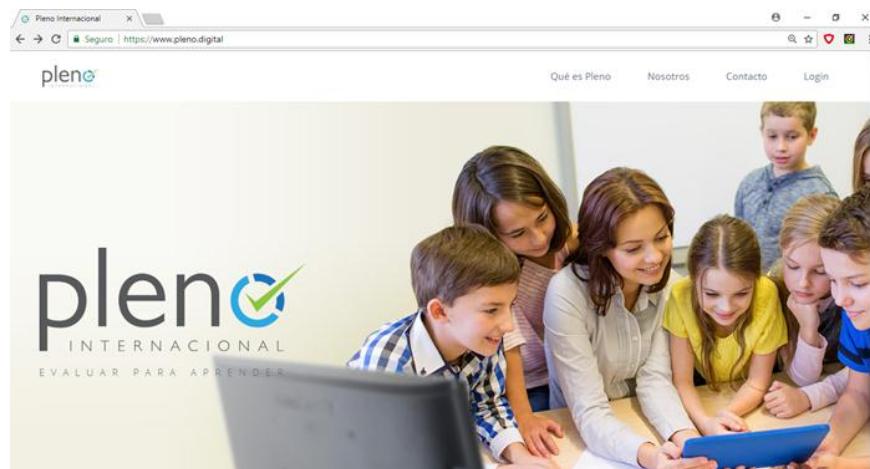 Pleno Internacional
Seguro | https://www.pleno.digital
pleno
Qué es Pleno Nosotros Contacto Login
pleno
INTERNACIONAL
EVALUAR PARA APRENDER